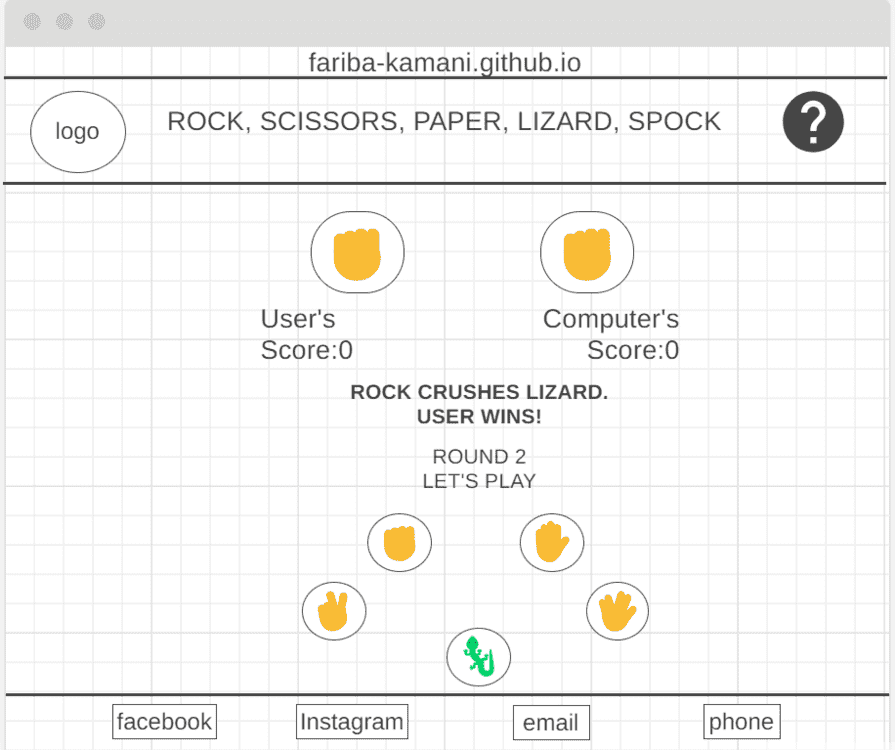 fariba-kamani.github.io
logo
ROCK, SCISSORS, PAPER, LIZARD, SPOCK
?
User's
Score:0
Computer's
Score:0
ROCK CRUSHES LIZARD.
USER WINS!
ROUND 2
LET'S PLAY
facebook
Instagram
email
phone